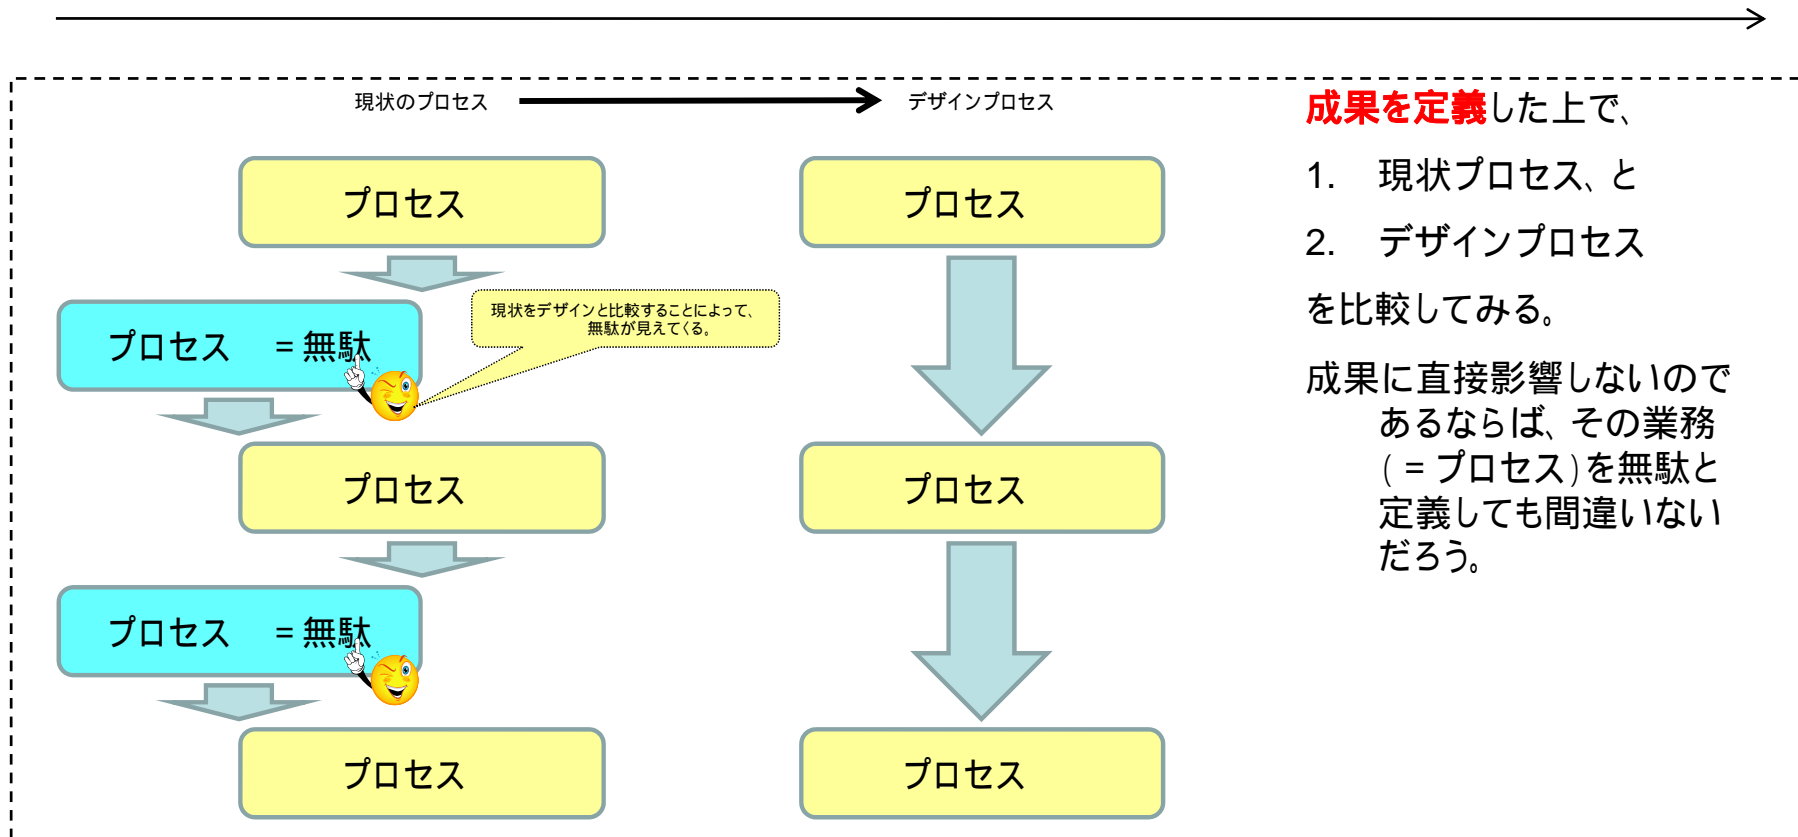 現状のプロセス
デザインプロセス
プロセス
プロセス = 無駄
現状をデザインと比較することによって、
無駄が見えてくる。
プロセス
プロセス = 無駄
プロセス
プロセス
プロセス
プロセス
成果を定義した上で、
1. 現状プロセス、と
2. デザインプロセス
を比較してみる。
成果に直接影響しないので
あるならば、その業務
(=プロセス)を無駄と
定義しても間違いない
だろう。